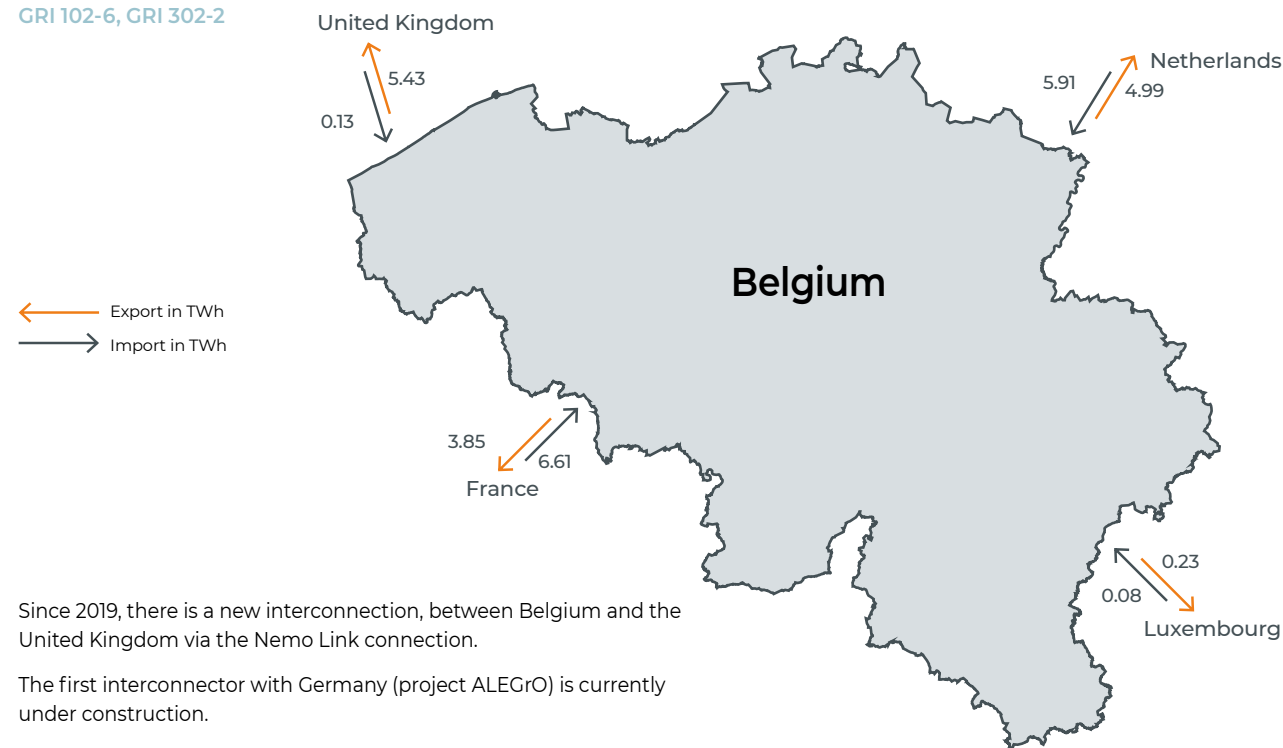 GRI 102-6, GRI 302-2
United Kingdom
5.43
0.13
Netherlands
5.91
4.99
Belgium
Export in TWh
Import in TWh
3.85
6.61
France
0.23
0.08
Luxembourg
Since 2019, there is a new interconnection, between Belgium and the
United Kingdom via the Nemo Link connection.
The first interconnector with Germany (project ALEGrO) is currently
under construction.